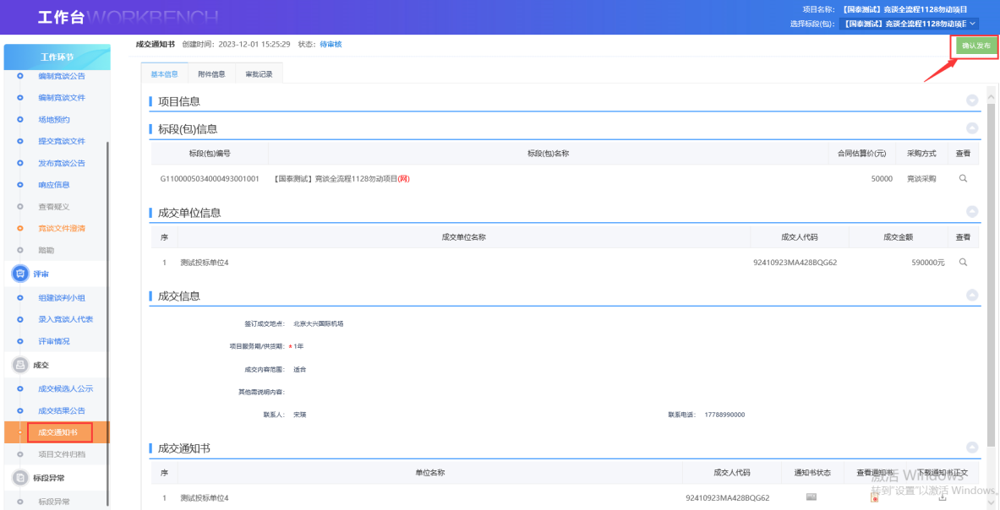 工作台WORKBENCH
项目名称： 【国泰测试】竞谈全流程1128勿动项目
选择标段(包)： 【国泰测试】竞谈全流程1128勿动项目
成交通知书 创建时间：2023-12-01 15:25:29 状态：待审核
确认发布
工作环节
编制竞谈公告
编制竞谈文件
场地预约
提交竞谈文件
发布竞谈公告
响应信息
查看疑义
竞谈文件澄清
踏勘
评审
组建谈判小组
录入竞谈人代表
评审情况
成交
成交候选人公示
成交结果公告
成交通知书
项目文件归档
标段异常
标段异常
基本信息 附件信息 审批记录
项目信息
标段(包)信息
标段(包)编号 标段(包)名称 合同估算价(元) 采购方式 查看
G1100005034000493001001 【国泰测试】竞谈全流程1128勿动项目(网) 50000 竞谈采购
成交单位信息
序 成交单位名称 成交人代码 成交金额 查看
1 测试投标单位4 92410923MA428BQG62 590000元
成交信息
签订成交地点： 北京大兴国际机场
项目服务期/供货期： *1年
成交内容范围： 适合
其他需说明内容：
联系人： 宋瑛 联系电话： 17788990000
成交通知书
序 单位名称 成交人代码 通知书状态 查看通知书 下载通知书正文
1 测试投标单位4 92410923MA428BQG62
激活 Windows
转到"设置"以激活 Windows。